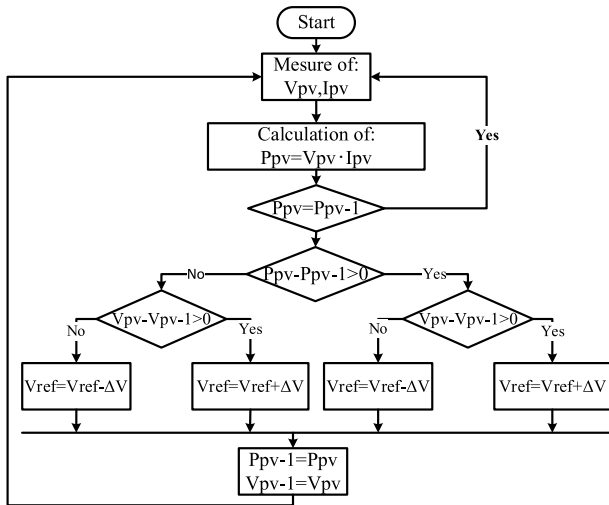 Start
Mesure of:
Vpv,Ipv
Calculation of:
Ppv=Vpv·Ipv
Yes
Ppv=Ppv-1
No
Ppv-Ppv-1>0
Yes
Vpv-Vpv-1>0
Vpv-Vpv-1>0
No
Yes
No
Yes
Vref=Vref-ΔV
Vref=Vref+ΔV
Vref=Vref-ΔV
Vref=Vref+ΔV
Ppv-1=Ppv
Vpv-1=Vpv